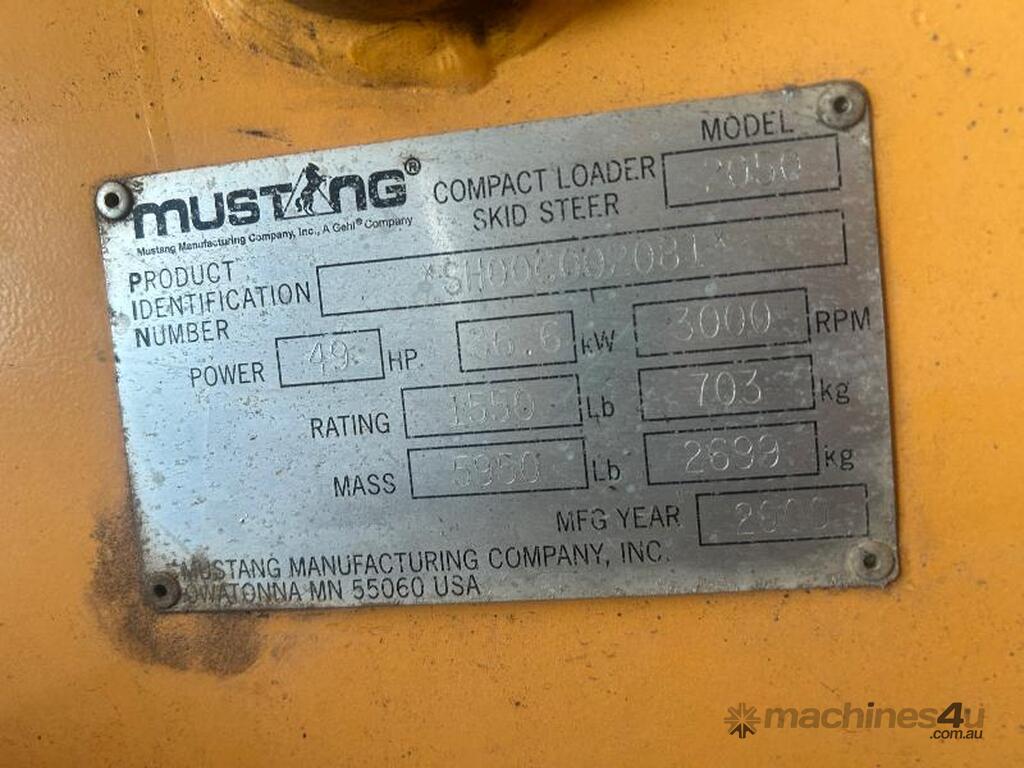 MODEL
MUSTANG® COMPACT LOADER 2050
SKID STEER
Mustang Manufacturing Company, Inc., A Gehl® Company
PRODUCT
IDENTIFICATION
NUMBER
POWER 49 HP 36.6 kW 3000 RPM
RATING 1550 Lb 703 kg
MASS 5950 Lb 2699 kg
MFG YEAR
MUSTANG MANUFACTURING COMPANY, INC.
OWATONNA MN 55060 USA
machines4u
.com.au